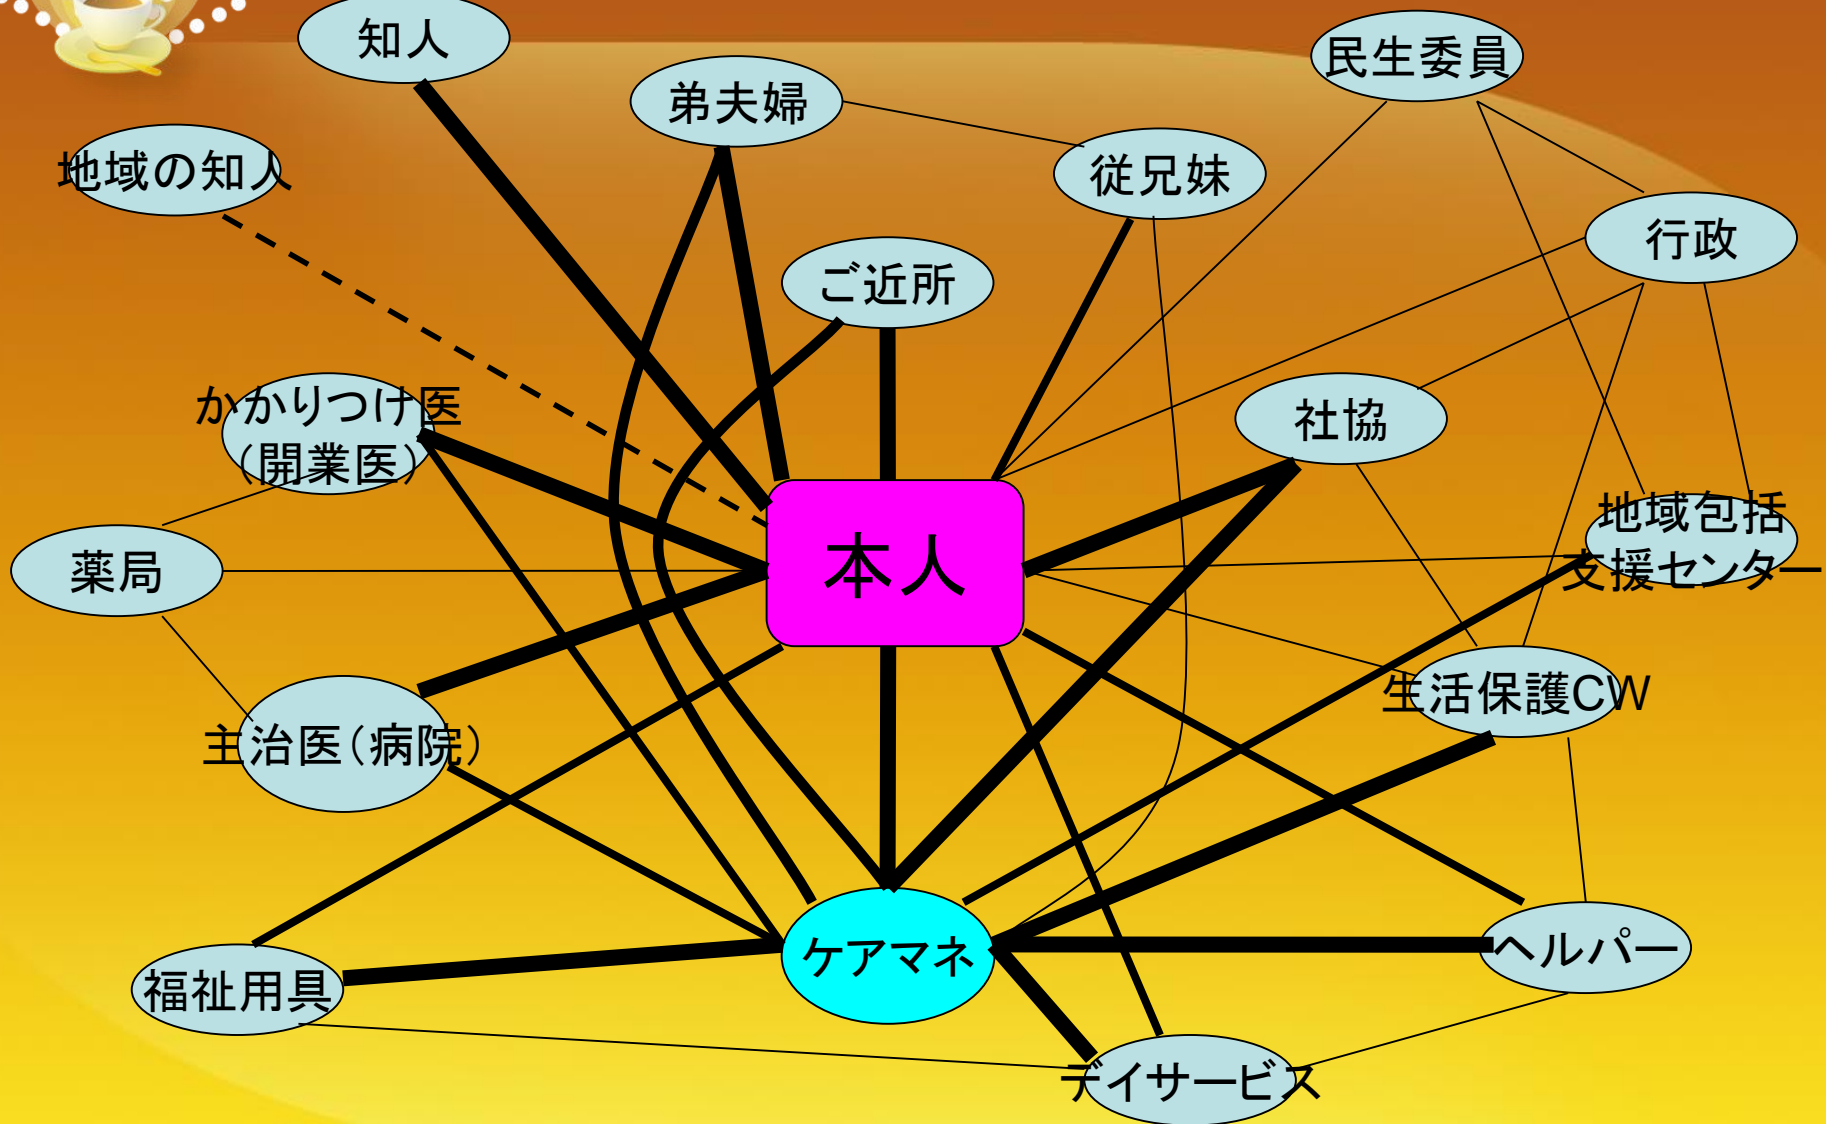 知人
民生委員
弟夫婦
地域の知人
従兄妹
行政
ご近所
かかりつけ医
（開業医）
社協
地域包括
支援センター
薬局
本人
生活保護CW
主治医（病院）
ケアマネ
ヘルパー
福祉用具
デイサービス